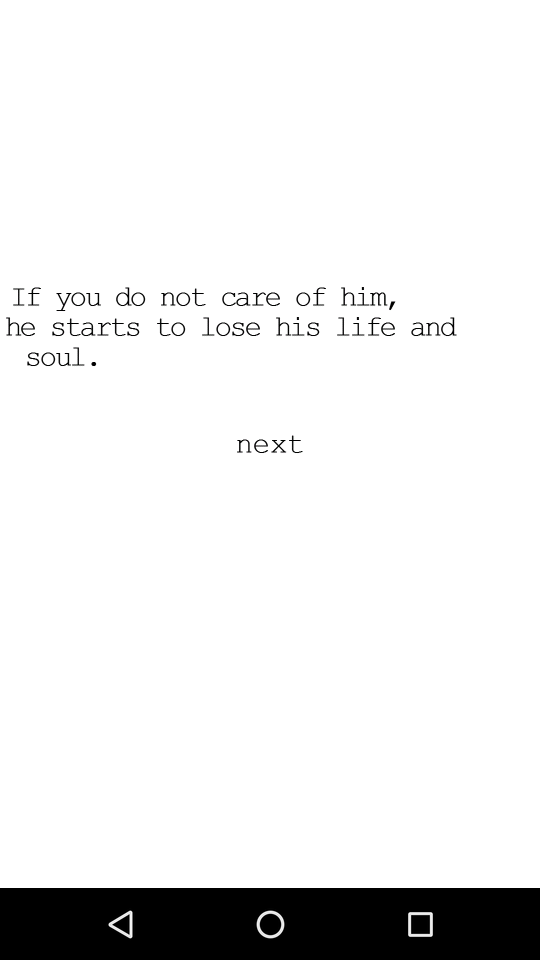 If you do not care of him,
he starts to lose his life and
soul.
next